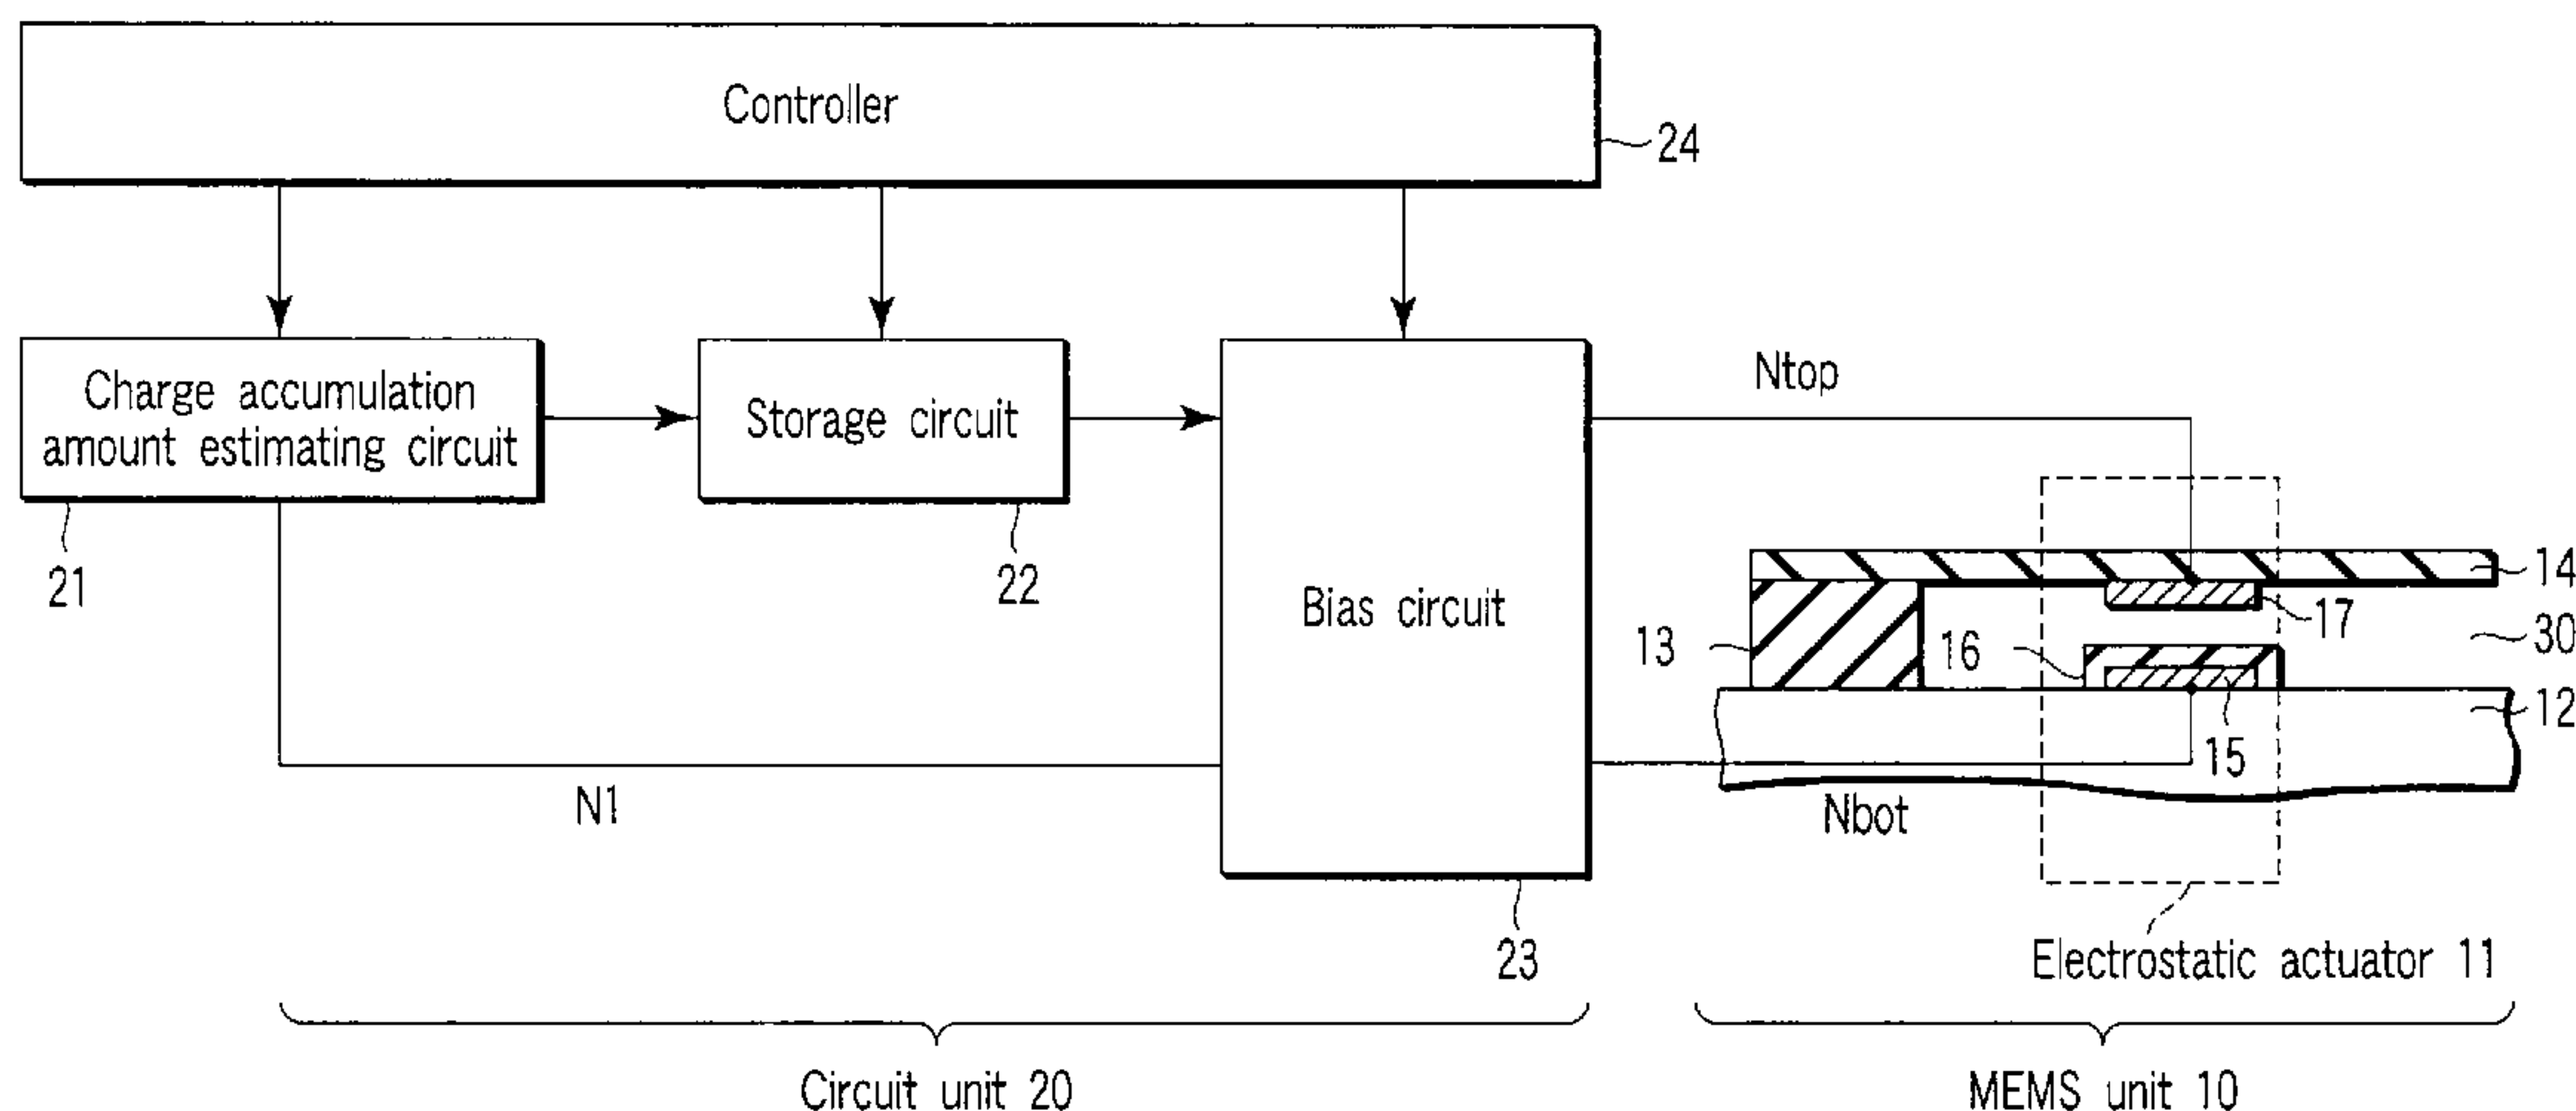 Controller
24
Charge accumulation
amount estimating circuit
21
Storage circuit
22
Bias circuit
23
Ntop
14
17
30
13
16
12
15
N1
Nbot
Electrostatic actuator 11
Circuit unit 20
MEMS unit 10